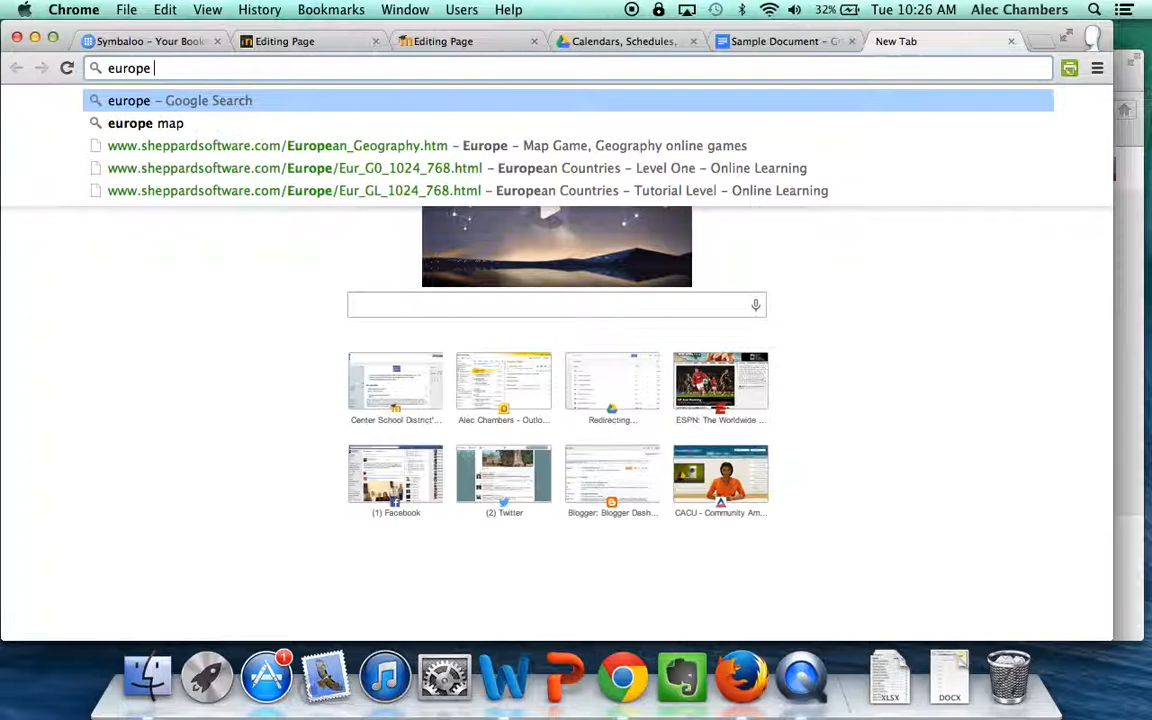 Chrome File Edit View History Bookmarks Window Users Help 32% Tue 10:26 AM Alec Chambers
Symbaloo – Your Book Editing Page Editing Page Calendars, Schedules, Sample Document – G New Tab
europe
europe – Google Search
europe map
www.sheppardsoftware.com/European_Geography.htm – Europe – Map Game, Geography online games
www.sheppardsoftware.com/Europe/Eur_G0_1024_768.html – European Countries – Level One – Online Learning
www.sheppardsoftware.com/Europe/Eur_GL_1024_768.html – European Countries – Tutorial Level – Online Learning
Center School District'... Alec Chambers – Outlo... Redirecting... ESPN: The Worldwide ...
(1) Facebook (2) Twitter Blogger: Blogger Dash... CACU – Community Am...
1
XLSX DOCX